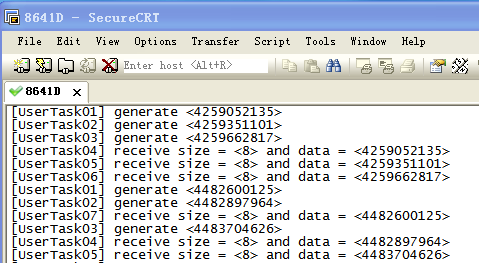 8641D - SecureCRT
File Edit View Options Transfer Script Tools Window Help
Enter host <Alt+R>
8641D
[UserTask01] generate <4259052135>
[UserTask02] generate <4259351101>
[UserTask03] generate <4259662817>
[UserTask04] receive size = <8> and data = <4259052135>
[UserTask05] receive size = <8> and data = <4259351101>
[UserTask06] receive size = <8> and data = <4259662817>
[UserTask01] generate <4482600125>
[UserTask02] generate <4482897964>
[UserTask07] receive size = <8> and data = <4482600125>
[UserTask03] generate <4483704626>
[UserTask04] receive size = <8> and data = <4482897964>
[UserTask05] receive size = <8> and data = <4483704626>